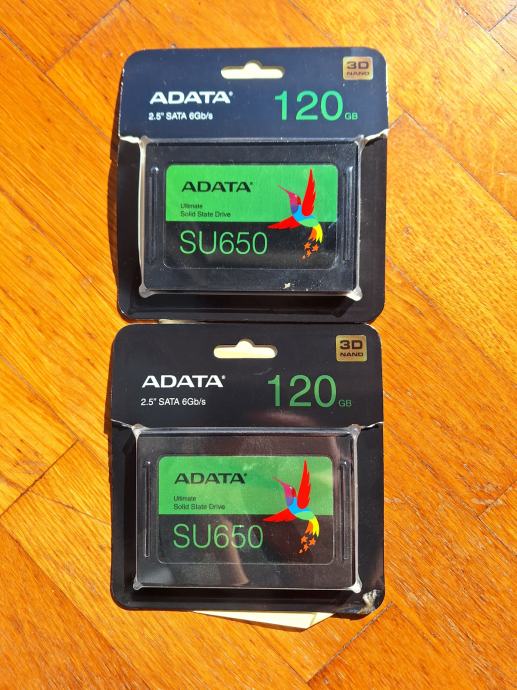 3D
NAND
ADATA®
120GB
2.5" SATA 6Gb/s
ADATA®
Ultimate
Solid State Drive
SU650
3D
NAND
ADATA®
120GB
2.5" SATA 6Gb/s
ADATA®
Ultimate
Solid State Drive
SU650